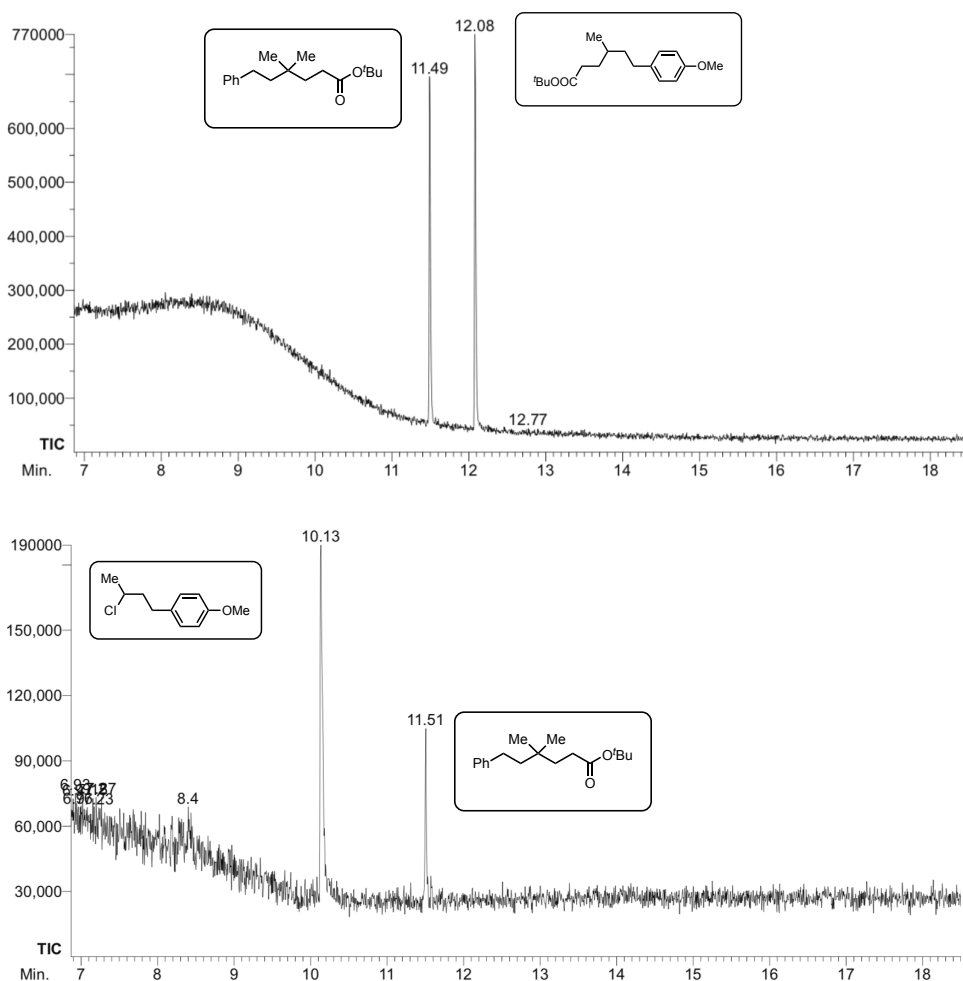 770000
600,000
500,000
400,000
300,000
200,000
100,000
TIC
Min.
7 8 9 10 11 12 13 14 15 16 17 18
11.49
12.08
12.77
Me Me
Ph
OᵗBu
O
Me
ᵗBuOOC
OMe
190000
150,000
120,000
90,000
60,000
30,000
TIC
Min.
7 8 9 10 11 12 13 14 15 16 17 18
10.13
11.51
6.93
8.4
Me
Cl
OMe
Me Me
Ph
OᵗBu
O